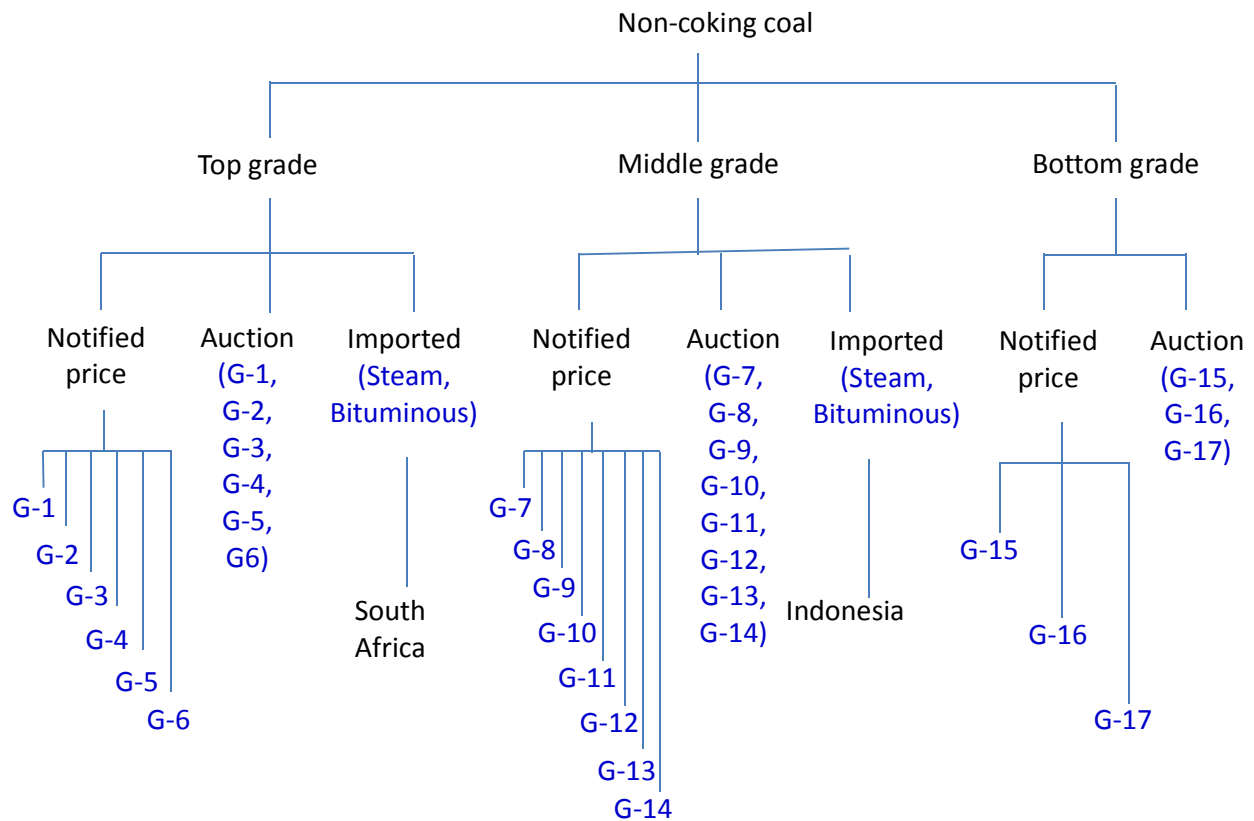 Non-coking coal
Top grade
Middle grade
Bottom grade
Notified
price
Auction
(G-1,
G-2,
G-3,
G-4,
G-5,
G6)
Imported
(Steam,
Bituminous)
Notified
price
Auction
(G-7,
G-8,
G-9,
G-10,
G-11,
G-12,
G-13,
G-14)
Imported
(Steam,
Bituminous)
Notified
price
Auction
(G-15,
G-16,
G-17)
G-1
G-2
G-3
G-4
G-5
G-6
South
Africa
G-7
G-8
G-9
G-10
G-11
G-12
G-13
G-14
Indonesia
G-15
G-16
G-17